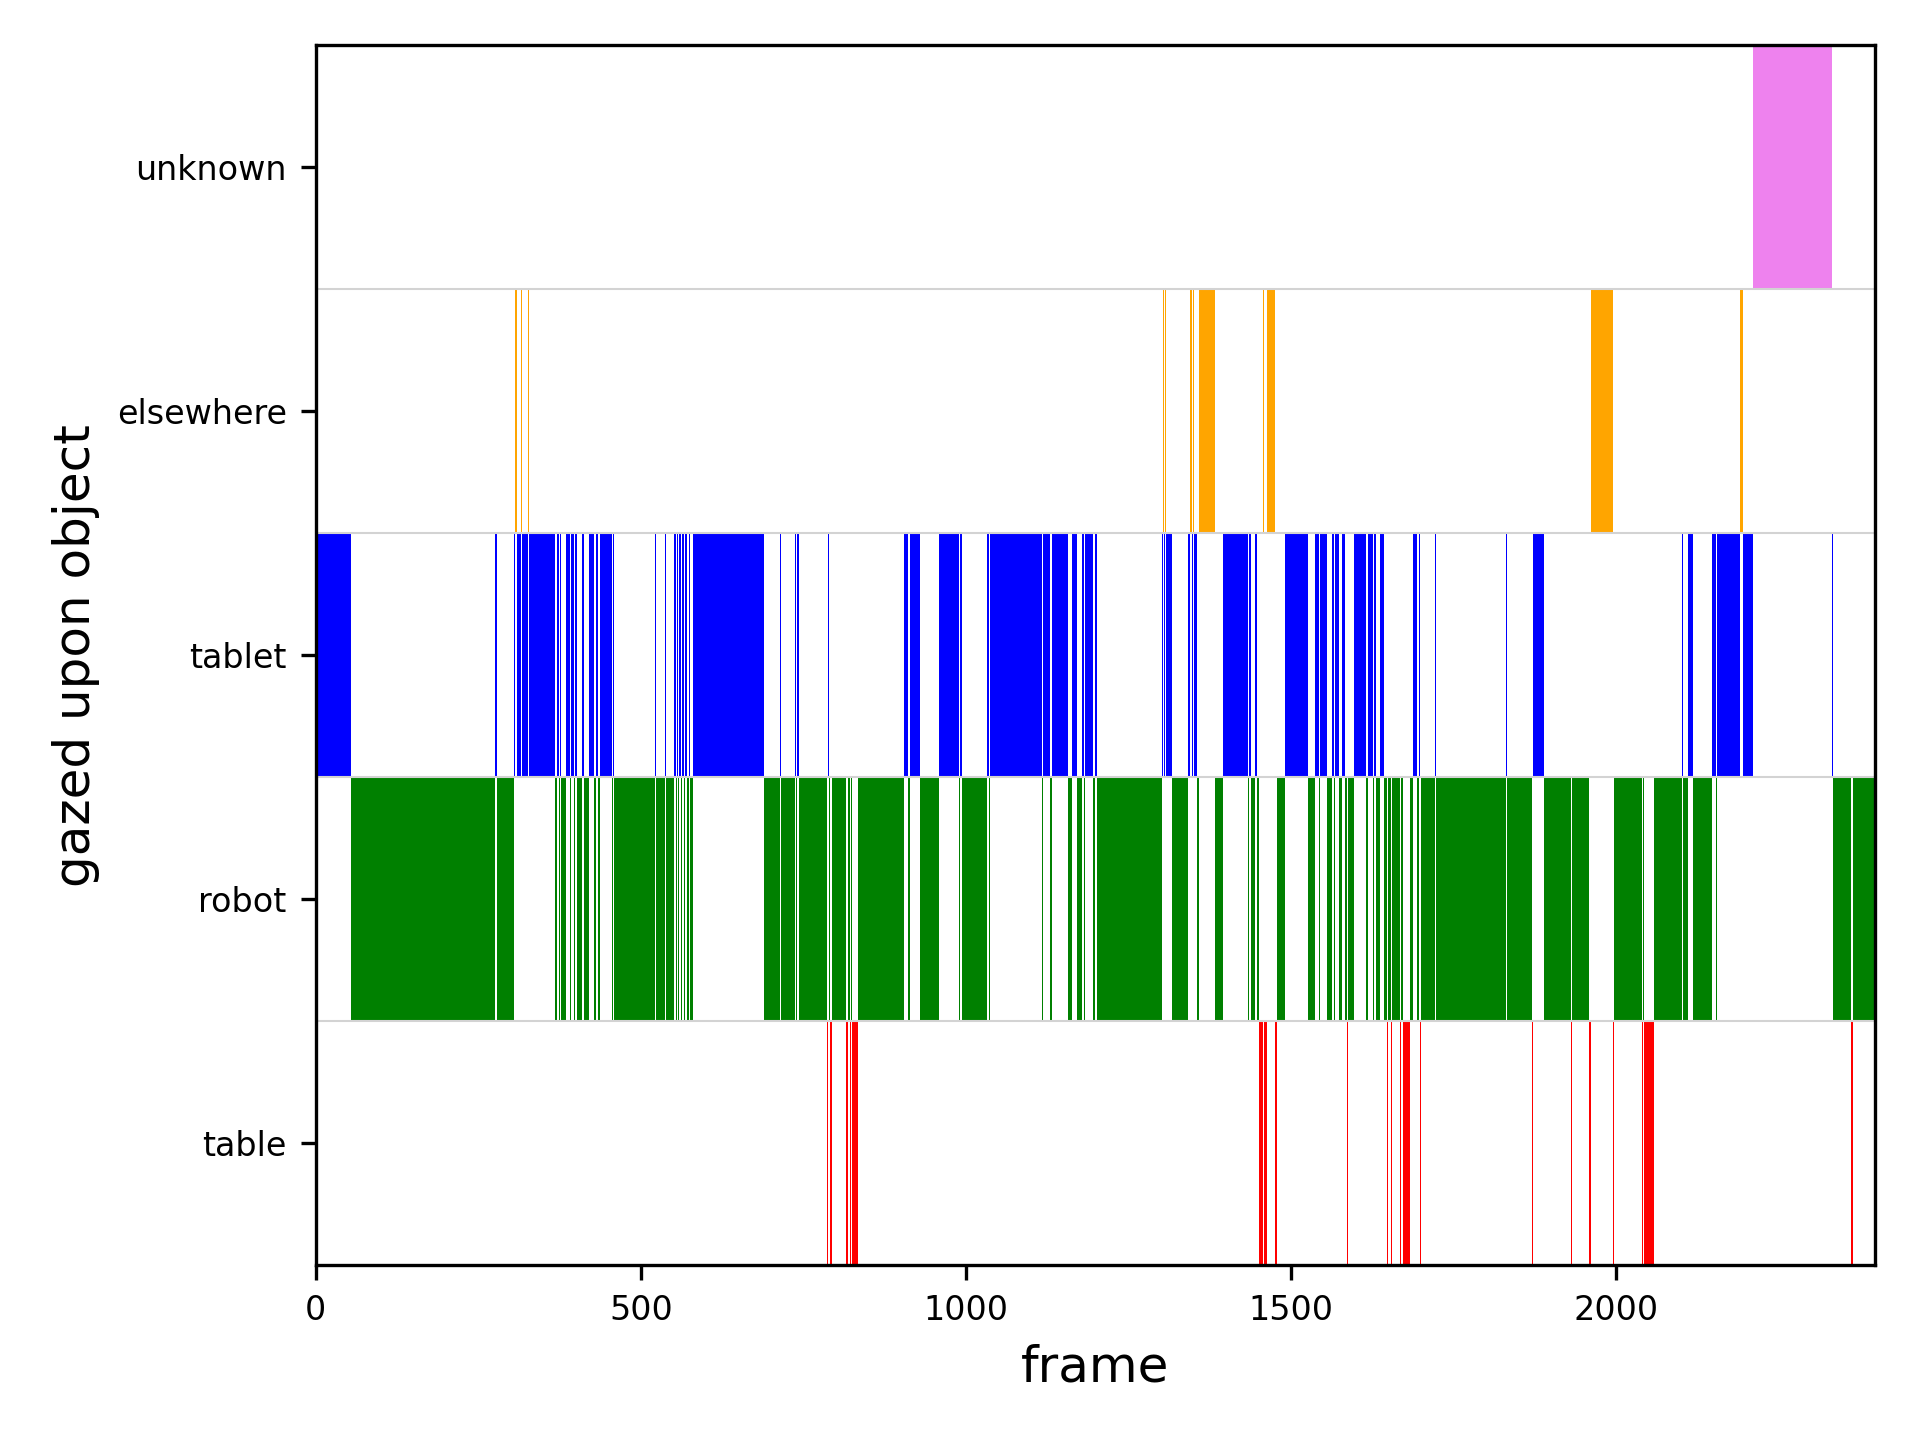 unknown
elsewhere
tablet
robot
table
gazed upon object
0 500 1000 1500 2000
frame